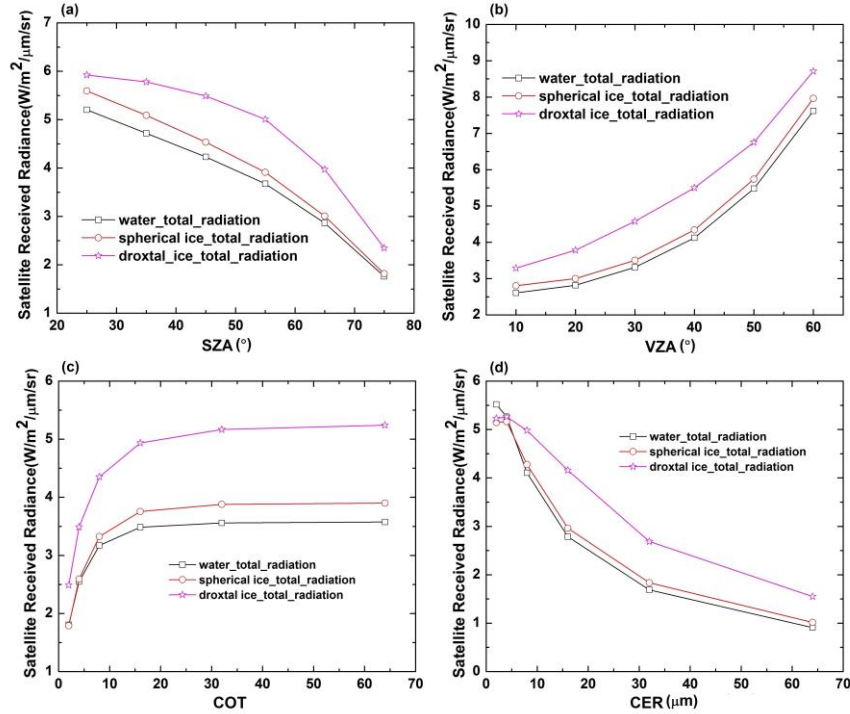 (a)
7
6
5
4
3
2
1
20 30 40 50 60 70 80
SZA (°)
Satellite Received Radiance(W/m²/μm/sr)
water_total_radiation
spherical ice_total_radiation
droxtal_ice_total_radiation
(b)
10
9
8
7
6
5
4
3
2
10 20 30 40 50 60
VZA (°)
Satellite Received Radiance(W/m²/μm/sr)
water_total_radiation
spherical ice_total_radiation
droxtal ice_total_radiation
(c)
6
5
4
3
2
1
0 10 20 30 40 50 60 70
COT
Satellite Received Radiance(W/m²/μm/sr)
water_total_radiation
spherical ice_total_radiation
droxtal ice_total_radiation
(d)
6
5
4
3
2
1
0
0 10 20 30 40 50 60 70
CER (μm)
Satellite Received Radiance(W/m²/μm/sr)
water_total_radiation
spherical ice_total_radiation
droxtal ice_total_radiation